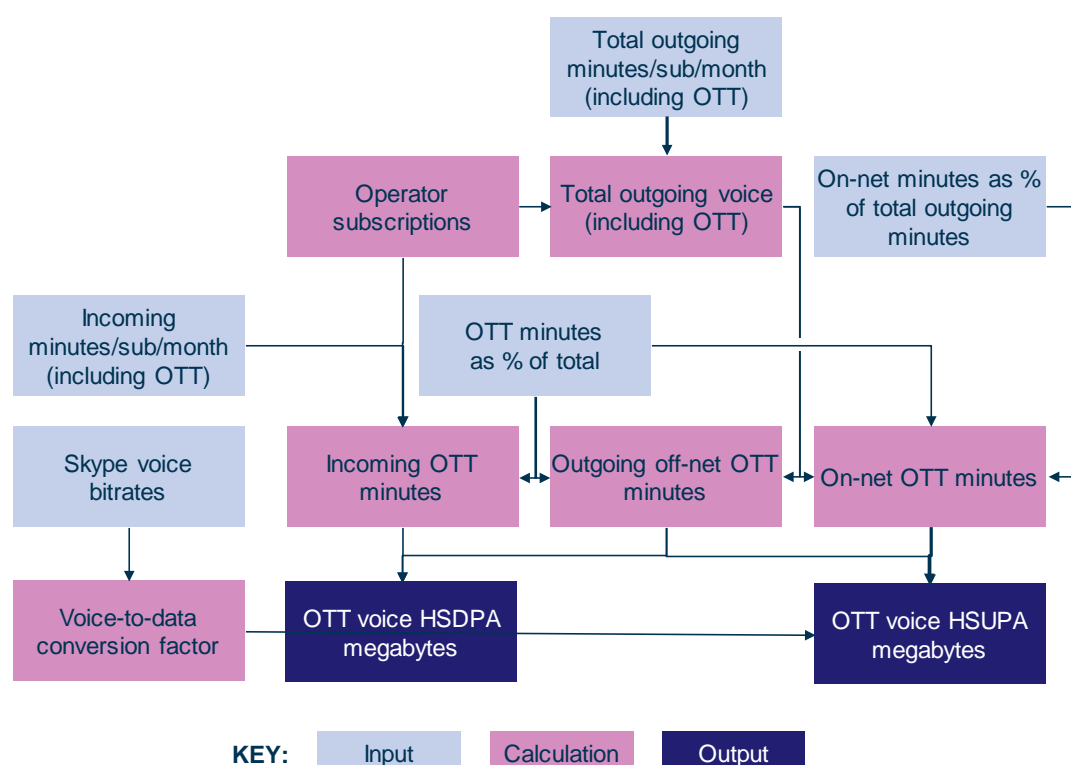 Total outgoing
minutes/sub/month
(including OTT)
Operator
subscriptions
Total outgoing voice
(including OTT)
On-net minutes as %
of total outgoing
minutes
Incoming
minutes/sub/month
(including OTT)
OTT minutes
as % of total
Skype voice
bitrates
Incoming OTT
minutes
Outgoing off-net OTT
minutes
On-net OTT minutes
Voice-to-data
conversion factor
OTT voice HSDPA
megabytes
OTT voice HSUPA
megabytes
KEY:
Input
Calculation
Output